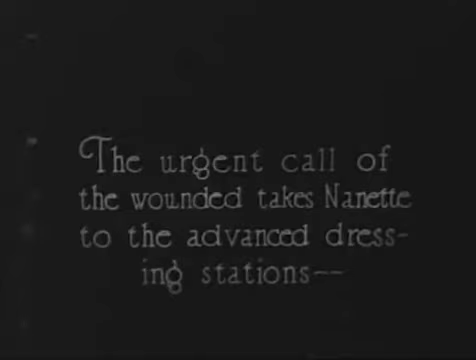 The urgent call of
the wounded takes Nanette
to the advanced dress-
ing stations--